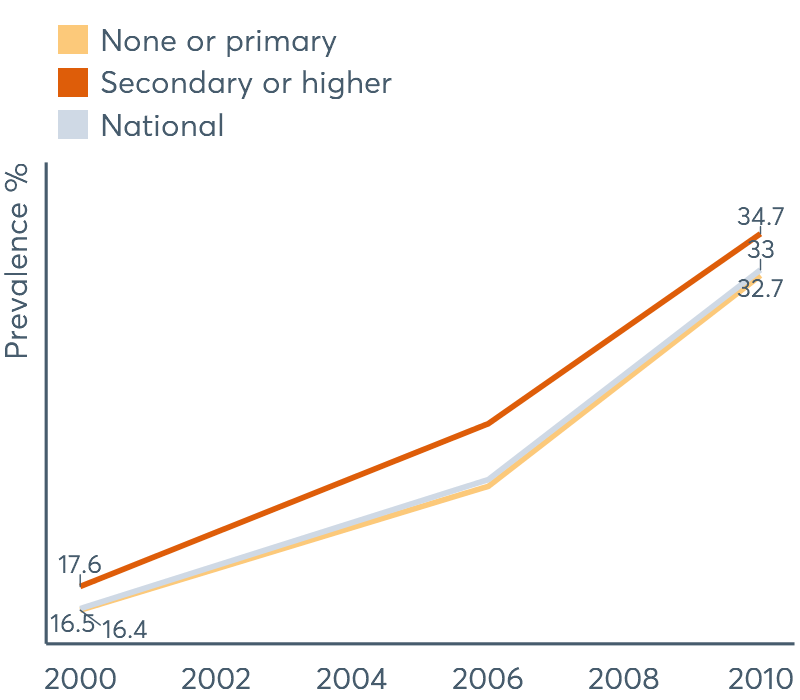 None or primary
Secondary or higher
National
Prevalence %
34.7
33
32.7
17.6
16.5
16.4
2000 2002 2004 2006 2008 2010